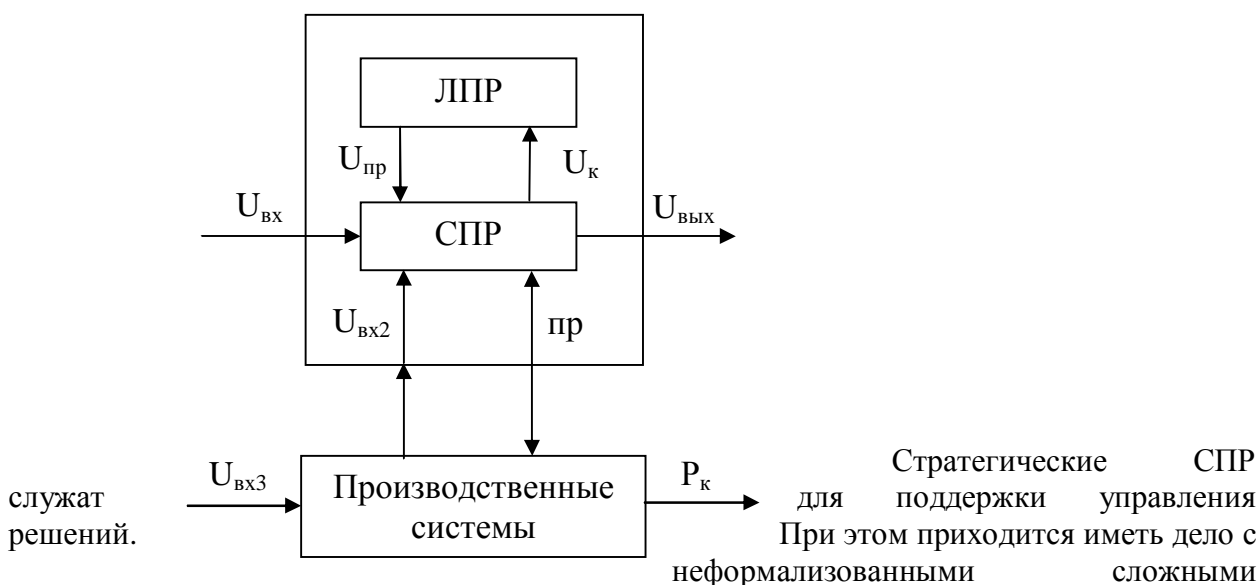 ЛПР
Uпр Uк
Uвх СПР Uвых
Uвх2 пр
Стратегические СПР
Uвх3 Производственные Pк
служат для поддержки управления
системы
решений. При этом приходится иметь дело с
неформализованными сложными